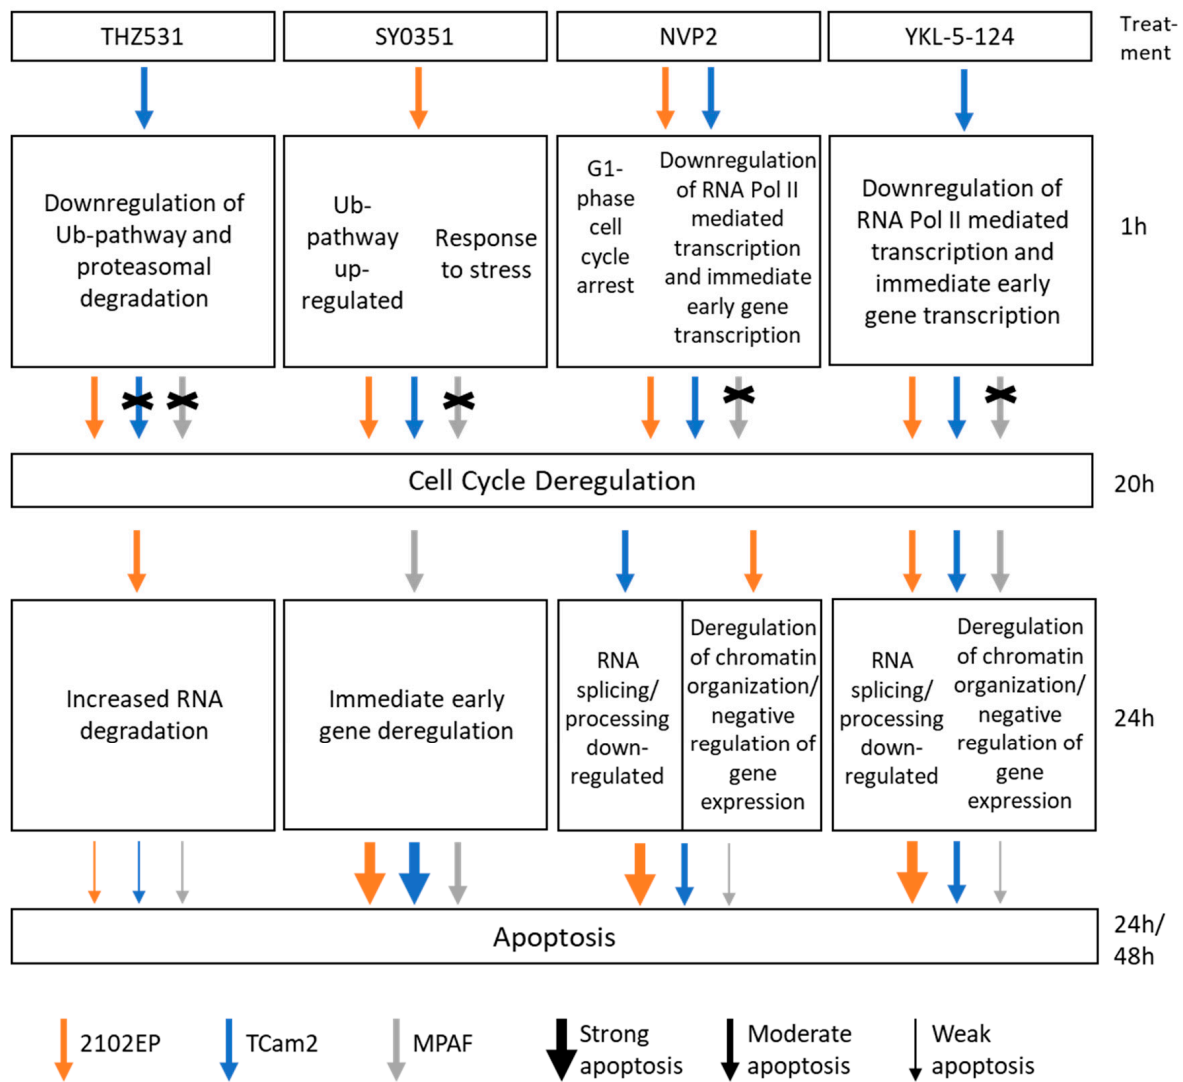 THZ531
SY0351
NVP2
YKL-5-124
Treat-
ment
Downregulation of
Ub-pathway and
proteasomal
degradation
Ub-
pathway
up-
regulated
Response
to stress
G1-
phase
cell
cycle
arrest
Downregulation
of RNA Pol II
mediated
transcription
and immediate
early gene
transcription
Downregulation of
RNA Pol II mediated
transcription and
immediate early
gene transcription
1h
Cell Cycle Deregulation
20h
Increased RNA
degradation
Immediate early
gene deregulation
RNA
splicing/
processing
down-
regulated
Deregulation
of chromatin
organization/
negative
regulation of
gene
expression
RNA
splicing/
processing
down-
regulated
Deregulation
of chromatin
organization/
negative
regulation of
gene
expression
24h
Apoptosis
24h/
48h
2102EP
TCam2
MPAF
Strong
apoptosis
Moderate
apoptosis
Weak
apoptosis